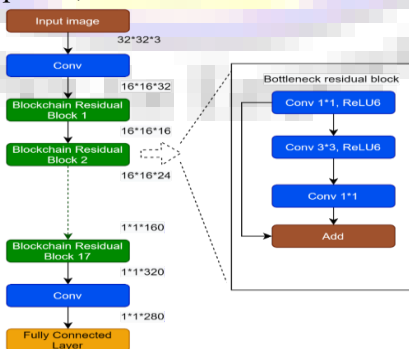 Input image
32*32*3
Conv
16*16*32
Blockchain Residual
Block 1
16*16*16
Blockchain Residual
Block 2
16*16*24
1*1*160
Blockchain Residual
Block 17
1*1*320
Conv
1*1*280
Fully Connected
Layer
Bottleneck residual block
Conv 1*1, ReLU6
Conv 3*3, ReLU6
Conv 1*1
Add